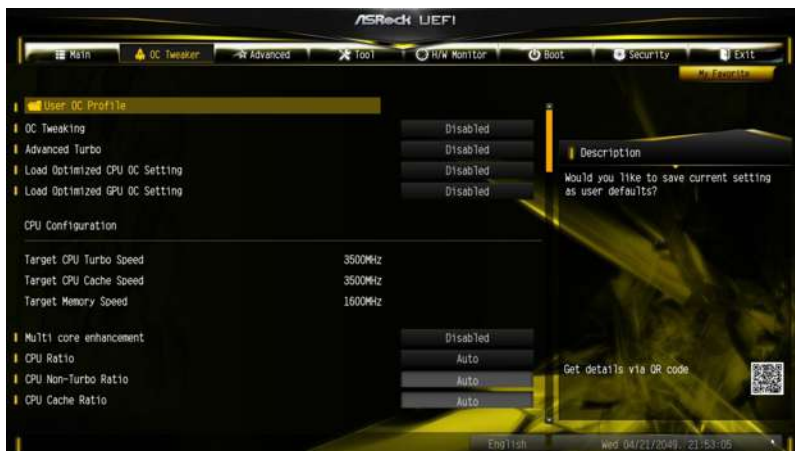 ASRock UEFI
Main OC Tweaker Advanced Tool H/W Monitor Boot Security Exit
My Favorite
User OC Profile
OC Tweaking Disabled
Advanced Turbo Disabled
Load Optimized CPU OC Setting Disabled
Load Optimized GPU OC Setting Disabled
CPU Configuration
Target CPU Turbo Speed 3500MHz
Target CPU Cache Speed 3500MHz
Target Memory Speed 1600MHz
Multi core enhancement Disabled
CPU Ratio Auto
CPU Non-Turbo Ratio Auto
CPU Cache Ratio Auto
Description
Would you like to save current setting
as user defaults?
Get details via QR code
English Wed 04/21/2049. 21:53:05